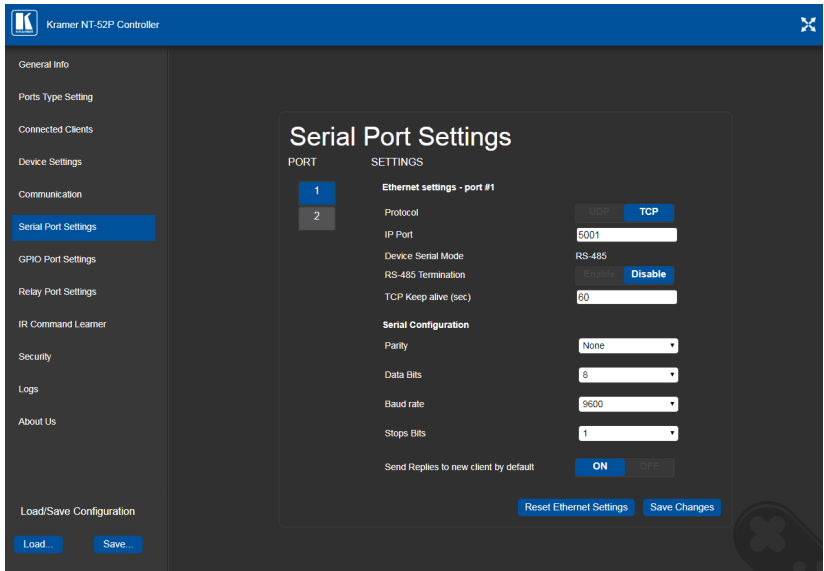 KRAMER
Kramer NT-52P Controller
General Info
Ports Type Setting
Connected Clients
Device Settings
Communication
Serial Port Settings
GPIO Port Settings
Relay Port Settings
IR Command Learner
Security
Logs
About Us
Load/Save Configuration
Load... Save...
Serial Port Settings
PORT SETTINGS
1
2
Ethernet settings - port #1
Protocol UDP TCP
IP Port 5001
Device Serial Mode RS-485
RS-485 Termination Enable Disable
TCP Keep alive (sec) 60
Serial Configuration
Parity None
Data Bits 8
Baud rate 9600
Stops Bits 1
Send Replies to new client by default ON OFF
Reset Ethernet Settings Save Changes